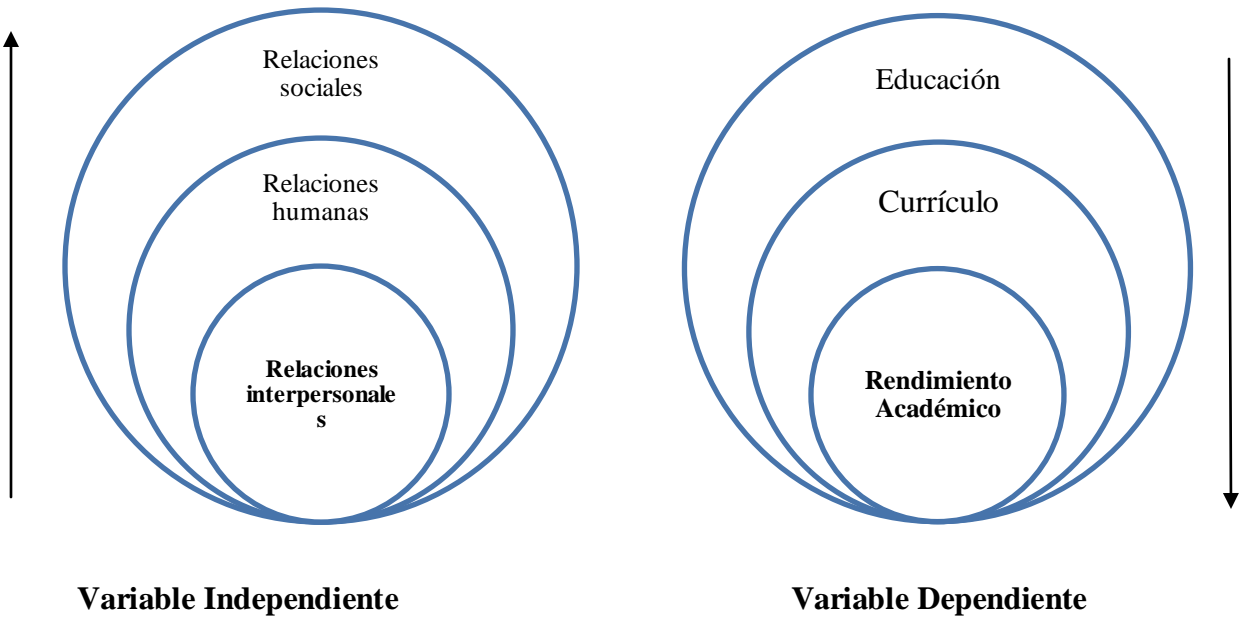 Relaciones
sociales
Relaciones
humanas
Relaciones
interpersonale
s
Variable Independiente
Educación
Currículo
Rendimiento
Académico
Variable Dependiente